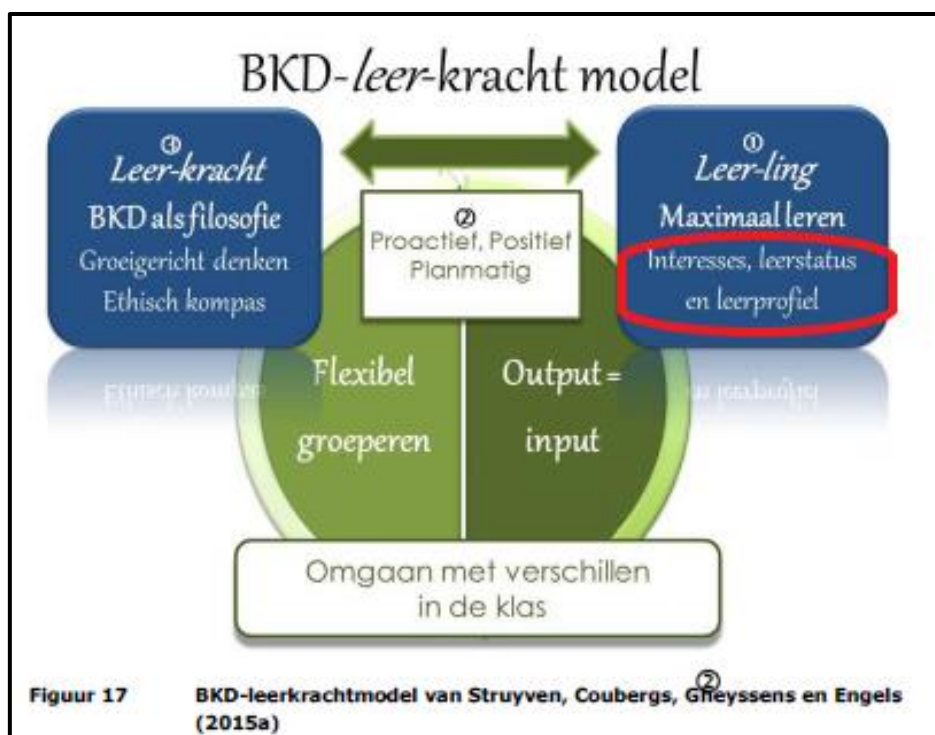 BKD-leer-kracht model
③
Leer-kracht
BKD als filosofie
Groeigericht denken
Ethisch kompas
②
Proactief, Positief
Planmatig
①
Leer-ling
Maximaal leren
Interesses, leerstatus
en leerprofiel
Flexibel
groeperen
Output =
input
Omgaan met verschillen
in de klas
②
Figuur 17 BKD-leerkrachtmodel van Struyven, Coubergs, Gheyssens en Engels
(2015a)